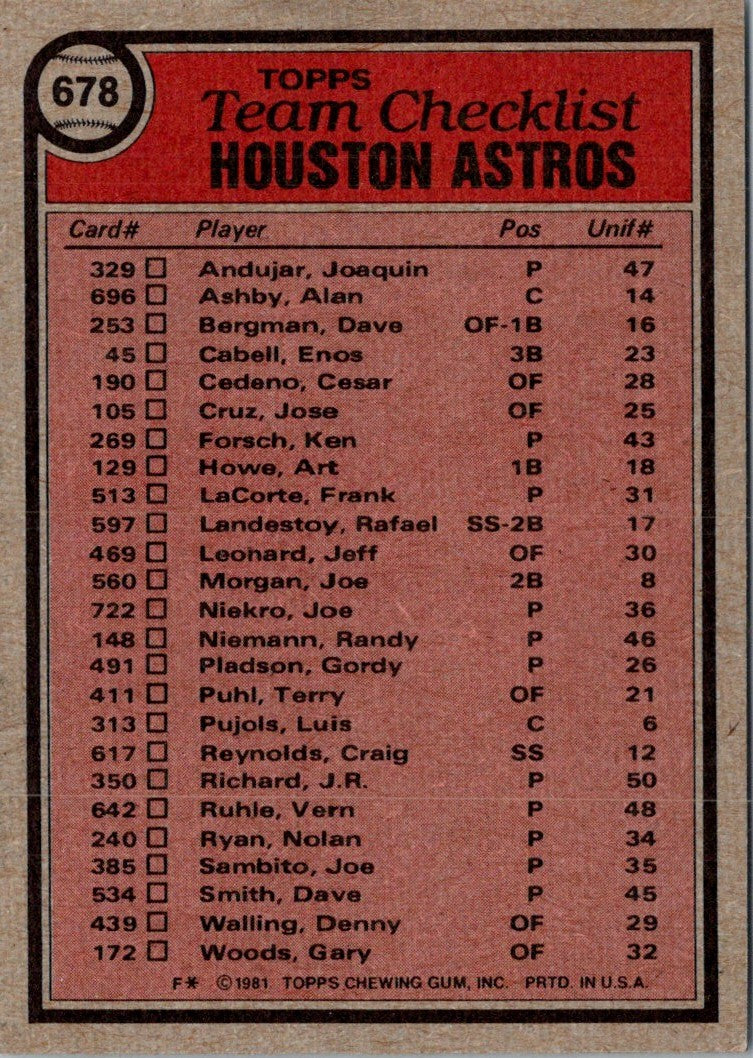 678
TOPPS
Team Checklist
HOUSTON ASTROS
Card# Player Pos Unif#
329 Andujar, Joaquin P 47
696 Ashby, Alan C 14
253 Bergman, Dave OF-1B 16
45 Cabell, Enos 3B 23
190 Cedeno, Cesar OF 28
105 Cruz, Jose OF 25
269 Forsch, Ken P 43
129 Howe, Art 1B 18
513 LaCorte, Frank P 31
597 Landestoy, Rafael SS-2B 17
469 Leonard, Jeff OF 30
560 Morgan, Joe 2B 8
722 Niekro, Joe P 36
148 Niemann, Randy P 46
491 Pladson, Gordy P 26
411 Puhl, Terry OF 21
313 Pujols, Luis C 6
617 Reynolds, Craig SS 12
350 Richard, J.R. P 50
642 Ruhle, Vern P 48
240 Ryan, Nolan P 34
385 Sambito, Joe P 35
534 Smith, Dave P 45
439 Walling, Denny OF 29
172 Woods, Gary OF 32
F* ©1981 TOPPS CHEWING GUM, INC. PRTD. IN U.S.A.